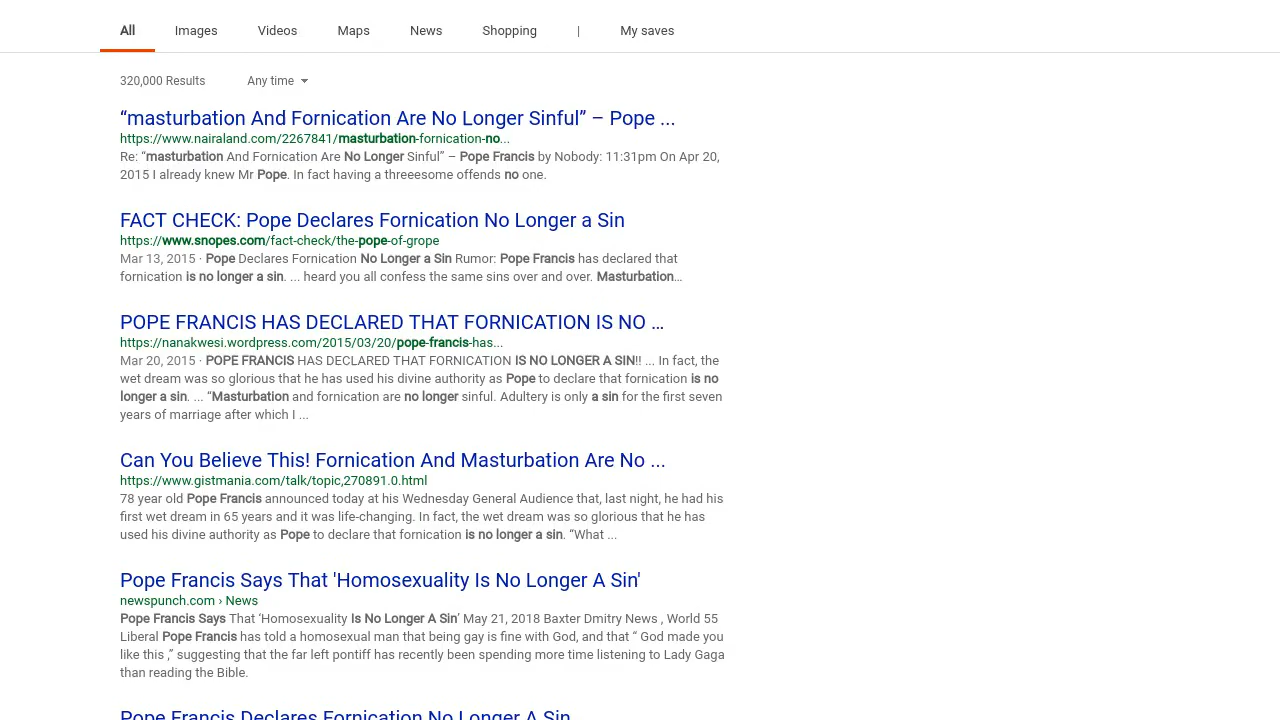 All Images Videos Maps News Shopping | My saves
320,000 Results Any time
“masturbation And Fornication Are No Longer Sinful” – Pope ...
https://www.nairaland.com/2267841/masturbation-fornication-no...
Re: “masturbation And Fornication Are No Longer Sinful” – Pope Francis by Nobody: 11:31pm On Apr 20,
2015 I already knew Mr Pope. In fact having a threeesome offends no one.
FACT CHECK: Pope Declares Fornication No Longer a Sin
https://www.snopes.com/fact-check/the-pope-of-grope
Mar 13, 2015 · Pope Declares Fornication No Longer a Sin Rumor: Pope Francis has declared that
fornication is no longer a sin. ... heard you all confess the same sins over and over. Masturbation…
POPE FRANCIS HAS DECLARED THAT FORNICATION IS NO …
https://nanakwesi.wordpress.com/2015/03/20/pope-francis-has...
Mar 20, 2015 · POPE FRANCIS HAS DECLARED THAT FORNICATION IS NO LONGER A SIN!! ... In fact, the
wet dream was so glorious that he has used his divine authority as Pope to declare that fornication is no
longer a sin. ... “Masturbation and fornication are no longer sinful. Adultery is only a sin for the first seven
years of marriage after which I ...
Can You Believe This! Fornication And Masturbation Are No ...
https://www.gistmania.com/talk/topic,270891.0.html
78 year old Pope Francis announced today at his Wednesday General Audience that, last night, he had his
first wet dream in 65 years and it was life-changing. In fact, the wet dream was so glorious that he has
used his divine authority as Pope to declare that fornication is no longer a sin. “What ...
Pope Francis Says That 'Homosexuality Is No Longer A Sin'
newspunch.com › News
Pope Francis Says That ‘Homosexuality Is No Longer A Sin’ May 21, 2018 Baxter Dmitry News , World 55
Liberal Pope Francis has told a homosexual man that being gay is fine with God, and that “ God made you
like this ,” suggesting that the far left pontiff has recently been spending more time listening to Lady Gaga
than reading the Bible.
Pope Francis Declares Fornication No Longer A Sin